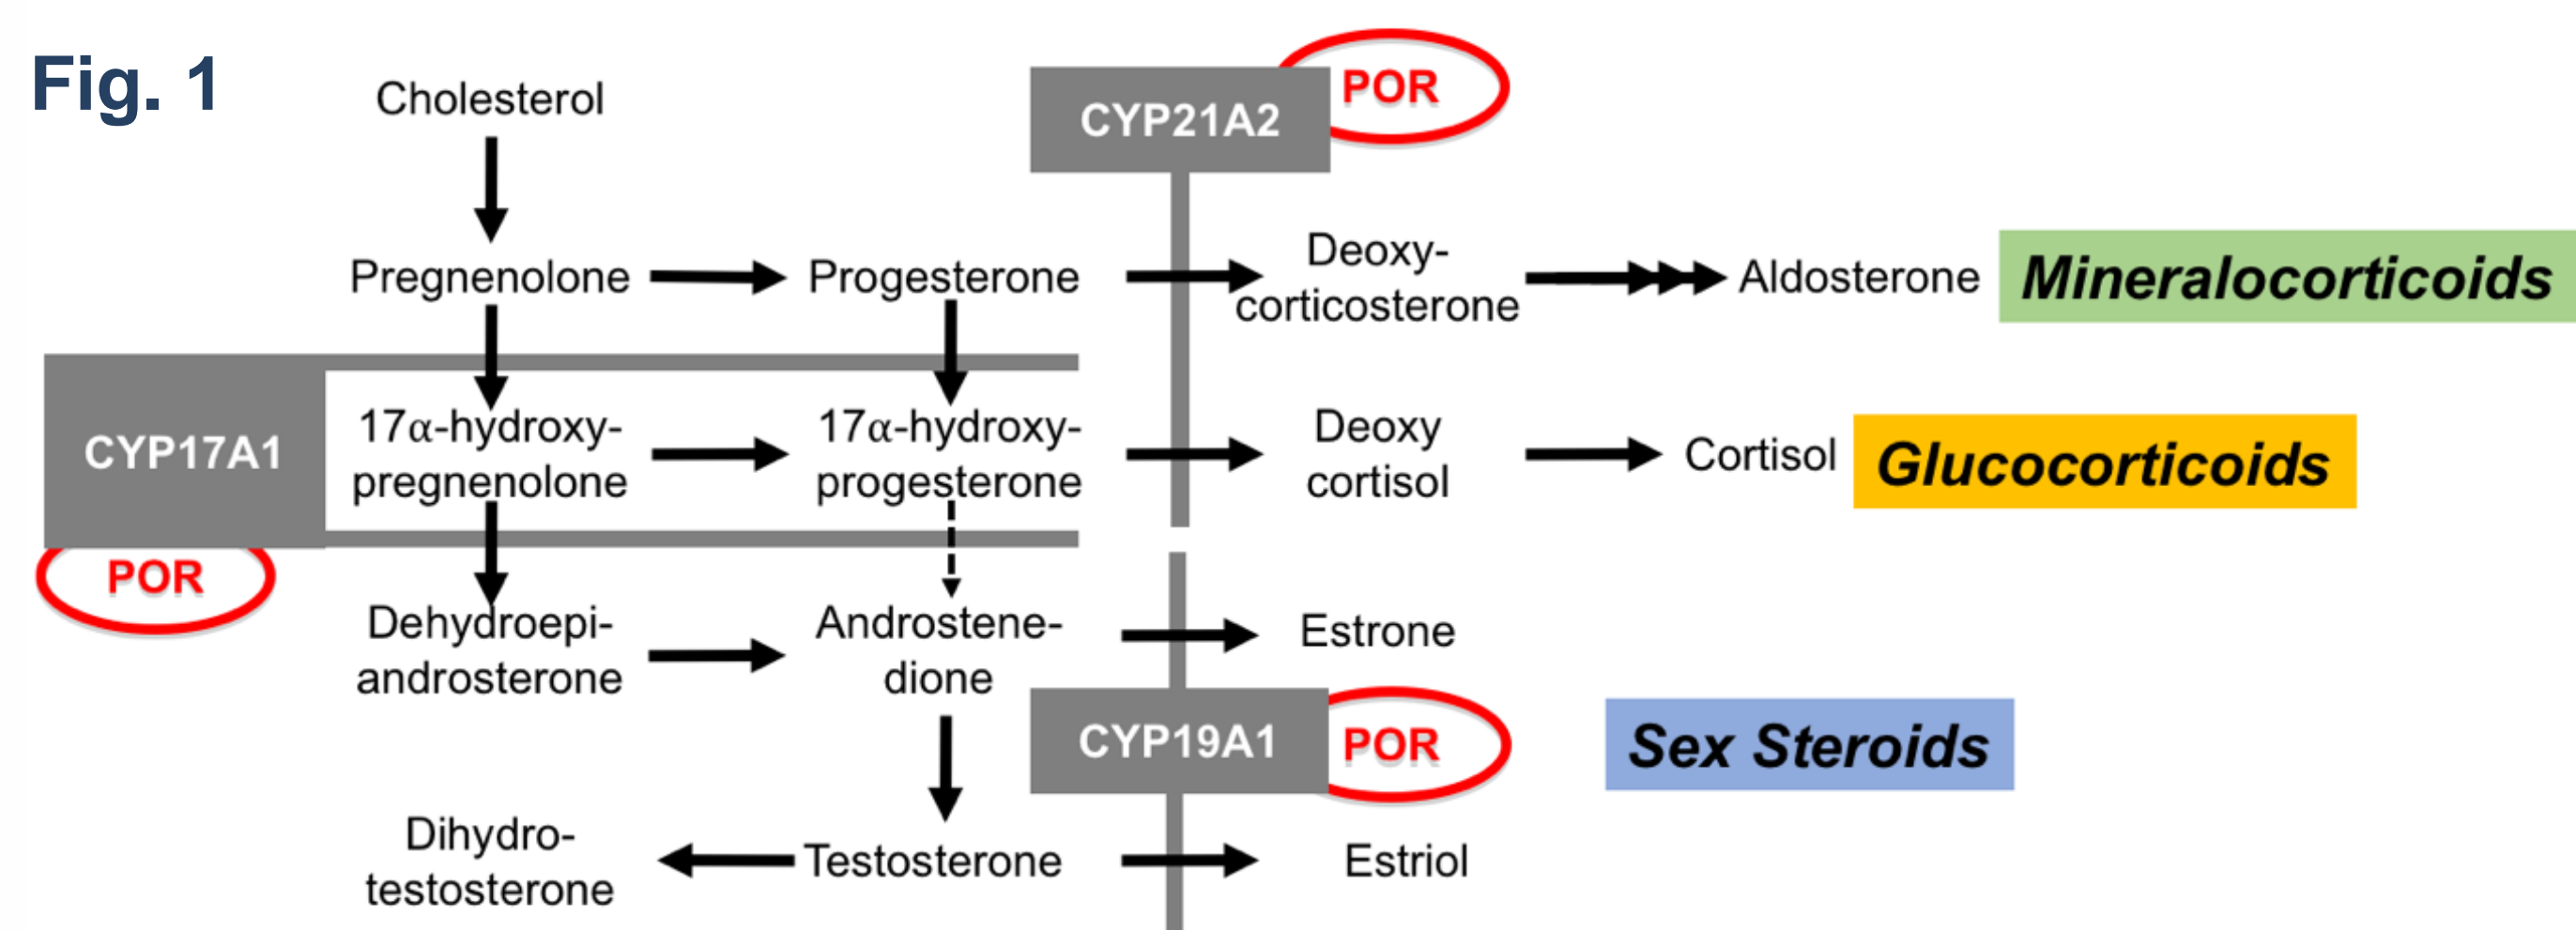 Fig. 1
Cholesterol
CYP21A2
POR
Pregnenolone
Progesterone
Deoxy-
corticosterone
Aldosterone
Mineralocorticoids
CYP17A1
POR
17α-hydroxy-
pregnenolone
17α-hydroxy-
progesterone
Deoxy
cortisol
Cortisol
Glucocorticoids
Dehydroepi-
androsterone
Androstene-
dione
Estrone
CYP19A1
POR
Sex Steroids
Dihydro-
testosterone
Testosterone
Estriol